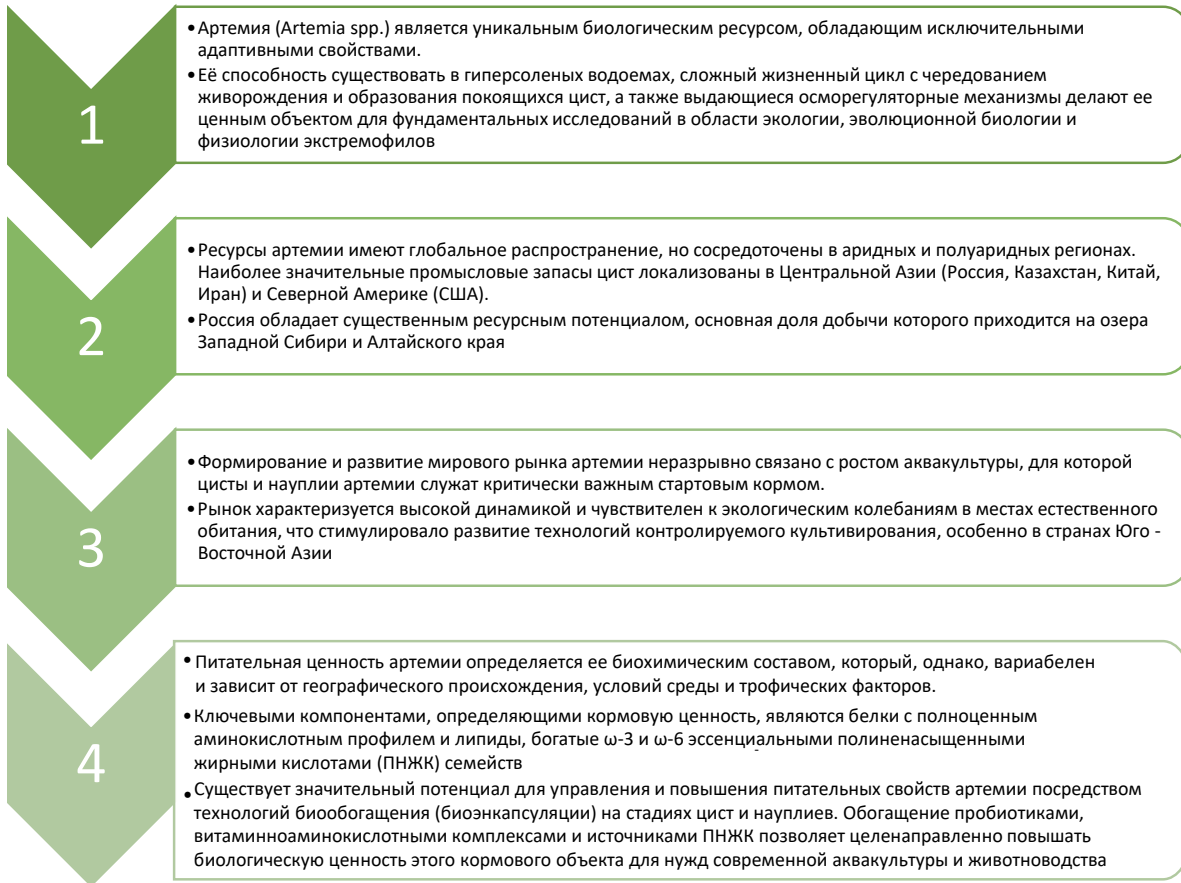 1
•Артемия (Artemia spp.) является уникальным биологическим ресурсом, обладающим исключительными
адаптивными свойствами.
•Её способность существовать в гиперсоленых водоемах, сложный жизненный цикл с чередованием
живорождения и образования покоящихся цист, а также выдающиеся осморегуляторные механизмы делают ее
ценным объектом для фундаментальных исследований в области экологии, эволюционной биологии и
физиологии экстремофилов
2
•Ресурсы артемии имеют глобальное распространение, но сосредоточены в аридных и полуаридных регионах.
Наиболее значительные промысловые запасы цист локализованы в Центральной Азии (Россия, Казахстан, Китай,
Иран) и Северной Америке (США).
•Россия обладает существенным ресурсным потенциалом, основная доля добычи которого приходится на озера
Западной Сибири и Алтайского края
3
•Формирование и развитие мирового рынка артемии неразрывно связано с ростом аквакультуры, для которой
цисты и науплии артемии служат критически важным стартовым кормом.
•Рынок характеризуется высокой динамикой и чувствителен к экологическим колебаниям в местах естественного
обитания, что стимулировало развитие технологий контролируемого культивирования, особенно в странах Юго -
Восточной Азии
4
• Питательная ценность артемии определяется ее биохимическим составом, который, однако, вариабелен
и зависит от географического происхождения, условий среды и трофических факторов.
•Ключевыми компонентами, определяющими кормовую ценность, являются белки с полноценным
аминокислотным профилем и липиды, богатые ω-3 и ω-6 эссенциальными полиненасыщенными
жирными кислотами (ПНЖК) семейств
•Существует значительный потенциал для управления и повышения питательных свойств артемии посредством
технологий биообогащения (биоэнкапсуляции) на стадиях цист и науплиев. Обогащение пробиотиками,
витаминноаминокислотными комплексами и источниками ПНЖК позволяет целенаправленно повышать
биологическую ценность этого кормового объекта для нужд современной аквакультуры и животноводства